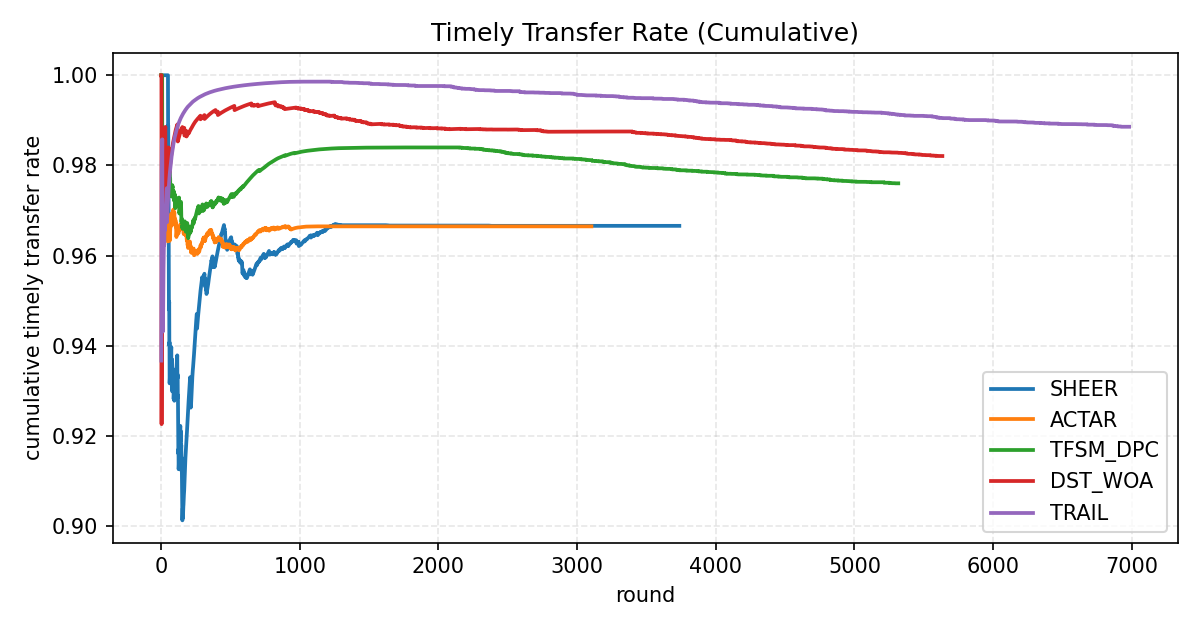 Timely Transfer Rate (Cumulative)
cumulative timely transfer rate
1.00
0.98
0.96
0.94
0.92
0.90
0
1000
2000
3000
4000
5000
6000
7000
round
SHEER
ACTAR
TFSM_DPC
DST_WOA
TRAIL